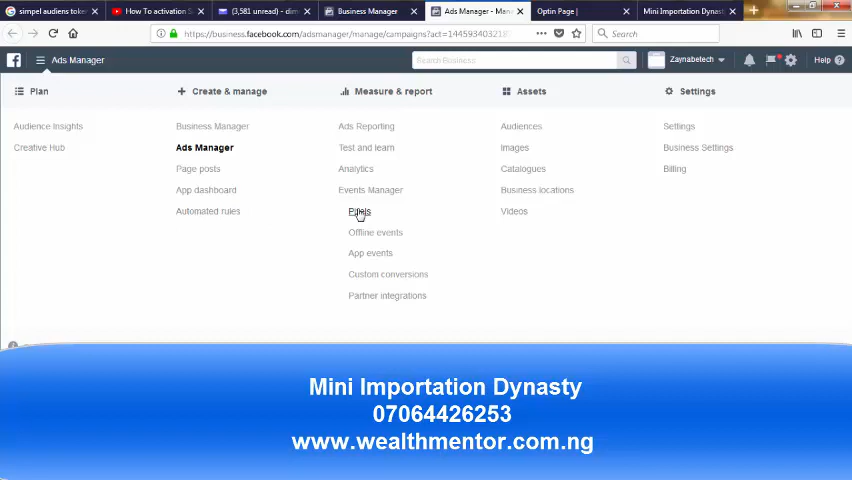 simpel audiens toke
How To activation S
(3,581 unread) - dim
Business Manager
Ads Manager - Man
Optin Page |
Mini Importation Dynast
https://business.facebook.com/adsmanager/manage/campaigns?act=144593403218
Search
Ads Manager
Search Business
Zaynabetech
Help
Plan
Create & manage
Measure & report
Assets
Settings
Audience Insights
Business Manager
Ads Reporting
Audiences
Settings
Creative Hub
Ads Manager
Test and learn
Images
Business Settings
Page posts
Analytics
Catalogues
Billing
App dashboard
Events Manager
Business locations
Automated rules
Pixels
Videos
Offline events
App events
Custom conversions
Partner integrations
Mini Importation Dynasty
07064426253
www.wealthmentor.com.ng